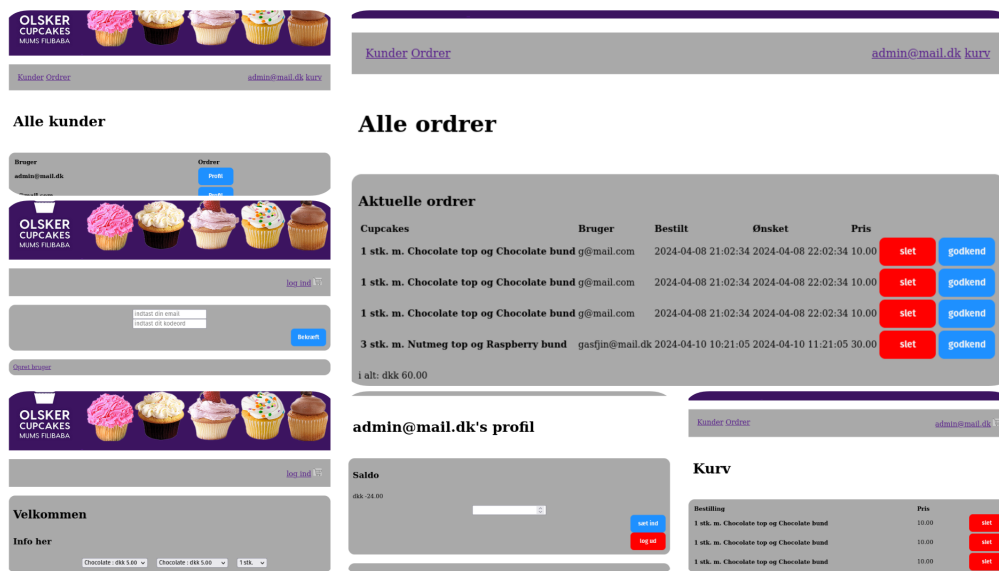 OLSKER
CUPCAKES
MUMS FILIBABA
Kunder Ordrer
admin@mail.dk kurv
Alle kunder
Bruger Ordrer
admin@mail.dk Profil
Profil
OLSKER
CUPCAKES
MUMS FILIBABA
log ind
indtast din email
indtast dit kodeord
Bekræft
Opret bruger
OLSKER
CUPCAKES
MUMS FILIBABA
log ind
Velkommen
Info her
Chocolate : dkk 5.00 Chocolate : dkk 5.00 1 stk.
Kunder Ordrer
admin@mail.dk kurv
Alle ordrer
Aktuelle ordrer
Cupcakes Bruger Bestilt Ønsket Pris
1 stk. m. Chocolate top og Chocolate bund g@mail.com 2024-04-08 21:02:34 2024-04-08 22:02:34 10.00 slet godkend
1 stk. m. Chocolate top og Chocolate bund g@mail.com 2024-04-08 21:02:34 2024-04-08 22:02:34 10.00 slet godkend
1 stk. m. Chocolate top og Chocolate bund g@mail.com 2024-04-08 21:02:34 2024-04-08 22:02:34 10.00 slet godkend
3 stk. m. Nutmeg top og Raspberry bund gasfjin@mail.dk 2024-04-10 10:21:05 2024-04-10 11:21:05 30.00 slet godkend
i alt: dkk 60.00
admin@mail.dk's profil
Saldo
dkk -24.00
sæt ind
log ud
Kunder Ordrer
admin@mail.dk
Kurv
Bestilling Pris
1 stk. m. Chocolate top og Chocolate bund 10.00 slet
1 stk. m. Chocolate top og Chocolate bund 10.00 slet
1 stk. m. Chocolate top og Chocolate bund 10.00 slet